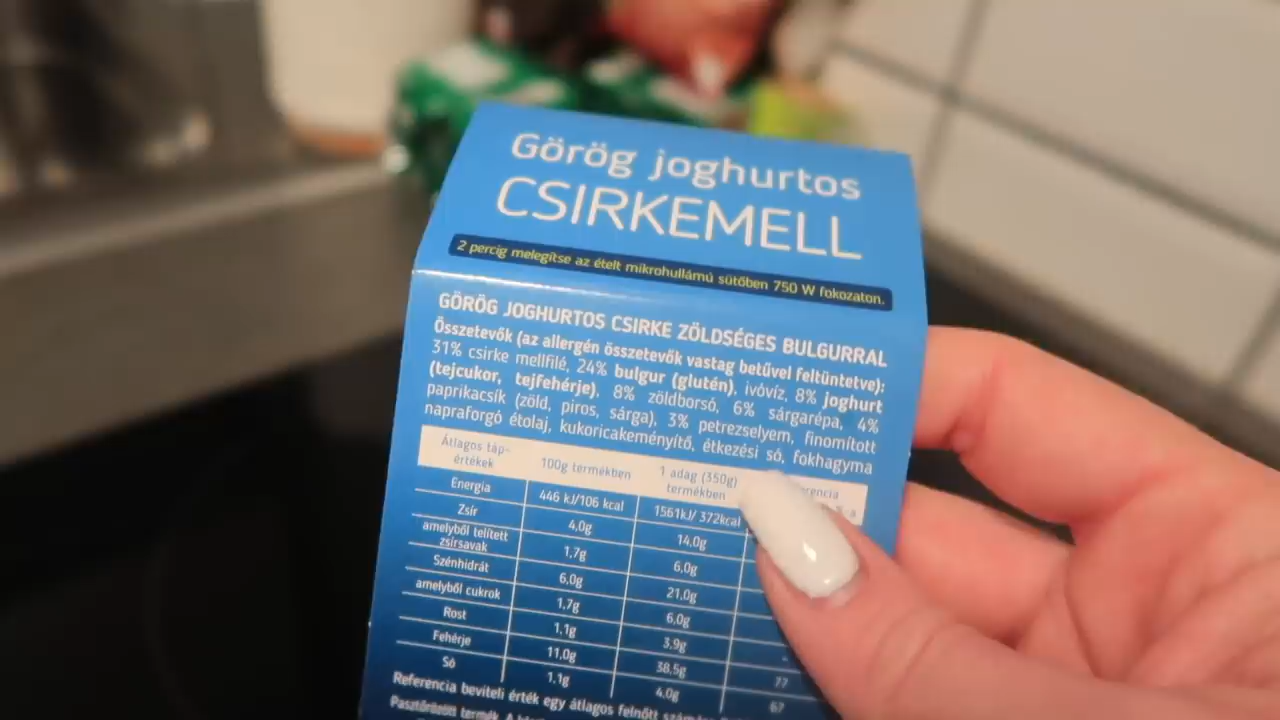 Görög joghurtos
CSIRKEMELL
2 percig melegítse az ételt mikrohullámú sütőben 750 W fokozaton.
GÖRÖG JOGHURTOS CSIRKE ZÖLDSÉGES BULGURRAL
Összetevők (az allergén összetevők vastag betűvel feltüntetve):
31% csirke mellfilé, 24% bulgur (glutén), ivóvíz, 8% joghurt
(tejcukor, tejfehérje), 8% zöldborsó, 6% sárgarépa, 4%
paprikacsík (zöld, piros, sárga), 3% petrezselyem, finomított
napraforgó étolaj, kukoricakeményítő, étkezési só, fokhagyma
Átlagos táp-
értékek
100g termékben
1 adag (350g)
termékben
Energia 446 kJ/106 kcal 1561kJ/ 372kcal
Zsír 4,0g 14,0g
amelyből telített
zsírsavak 1,7g 6,0g
Szénhidrát 6,0g 21,0g
amelyből cukrok 1,7g 6,0g
Rost 1,1g 3,9g -
Fehérje 11,0g 38,5g 77
Só 1,1g 4,0g 67
Referencia beviteli érték egy átlagos felnőtt
Pasztőrözött termék. A